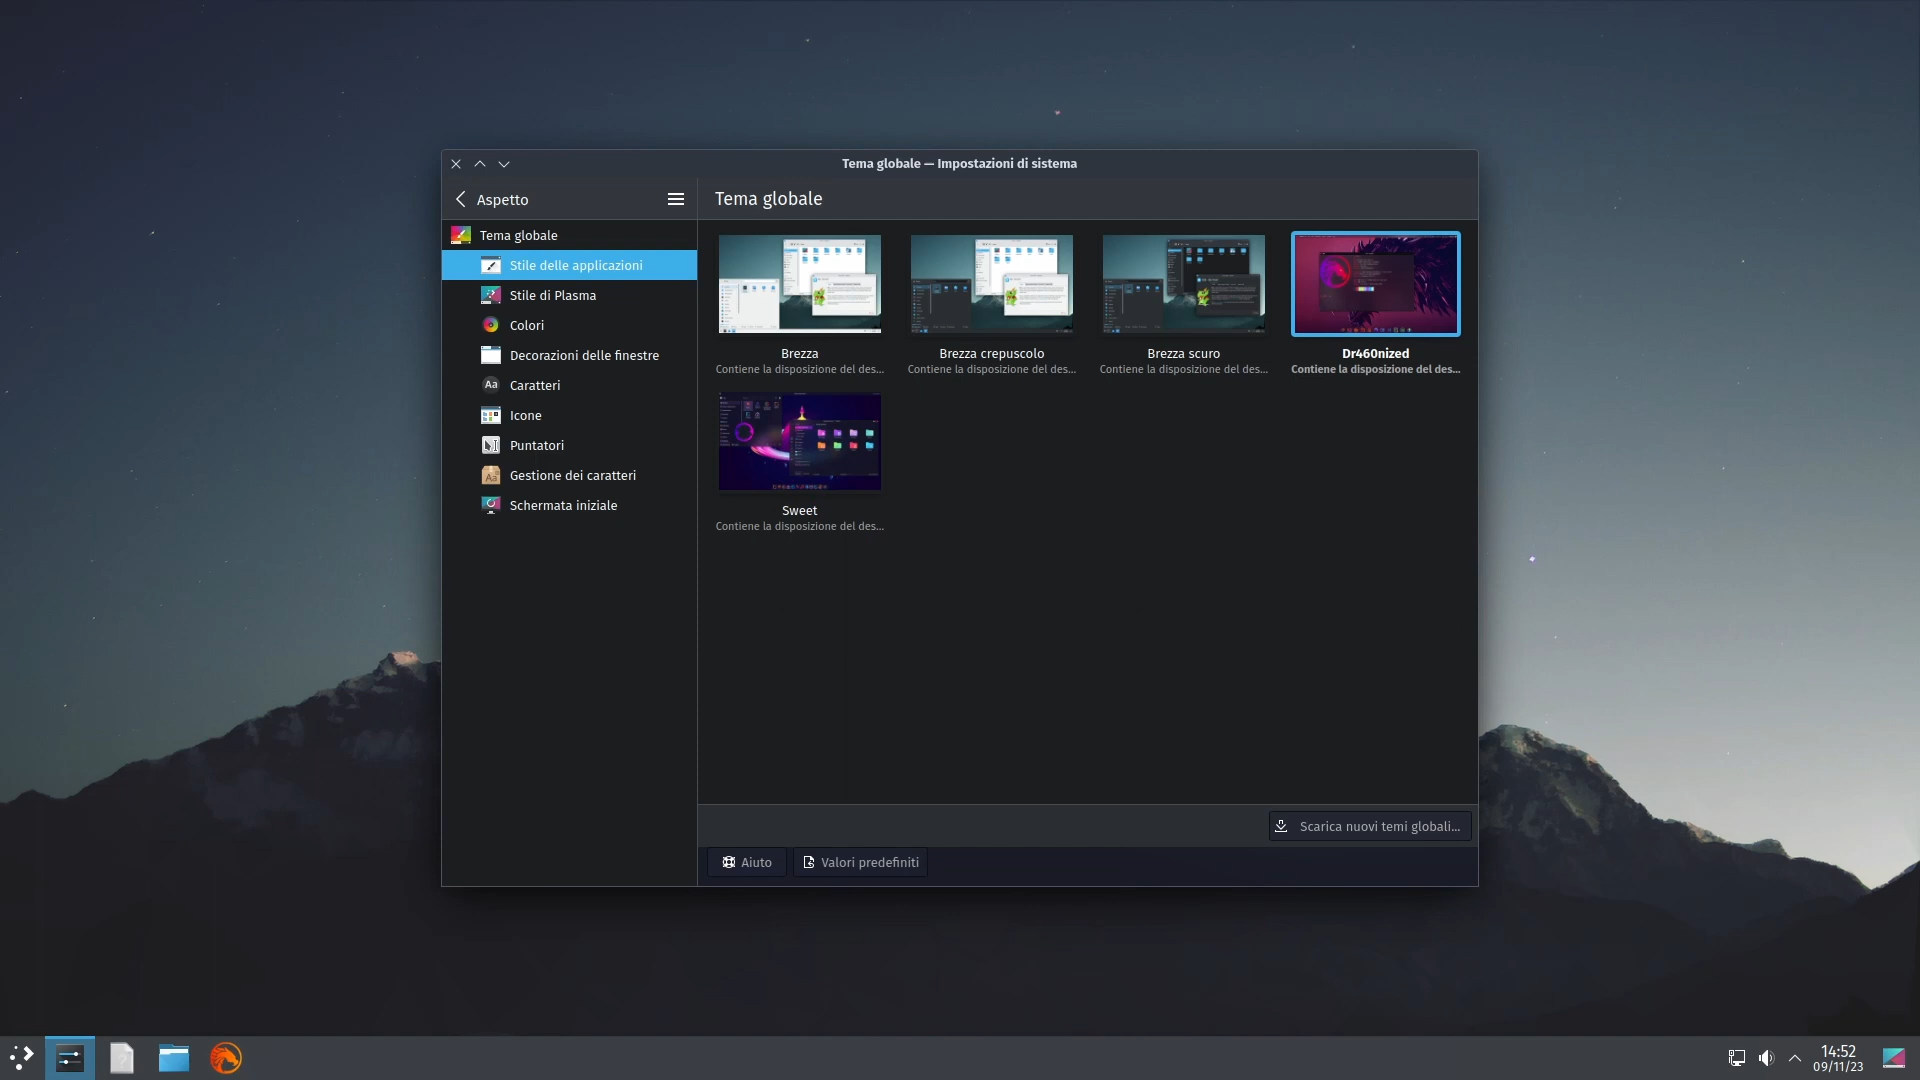 Tema globale — Impostazioni di sistema
Aspetto
Tema globale
Tema globale
Stile delle applicazioni
Stile di Plasma
Colori
Decorazioni delle finestre
Aa Caratteri
Icone
Puntatori
Aa Gestione dei caratteri
Schermata iniziale
Brezza
Contiene la disposizione del des...
Brezza crepuscolo
Contiene la disposizione del des...
Brezza scuro
Contiene la disposizione del des...
Dr460nized
Contiene la disposizione del des...
Sweet
Contiene la disposizione del des...
Scarica nuovi temi globali...
Aiuto
Valori predefiniti
14:52
09/11/23